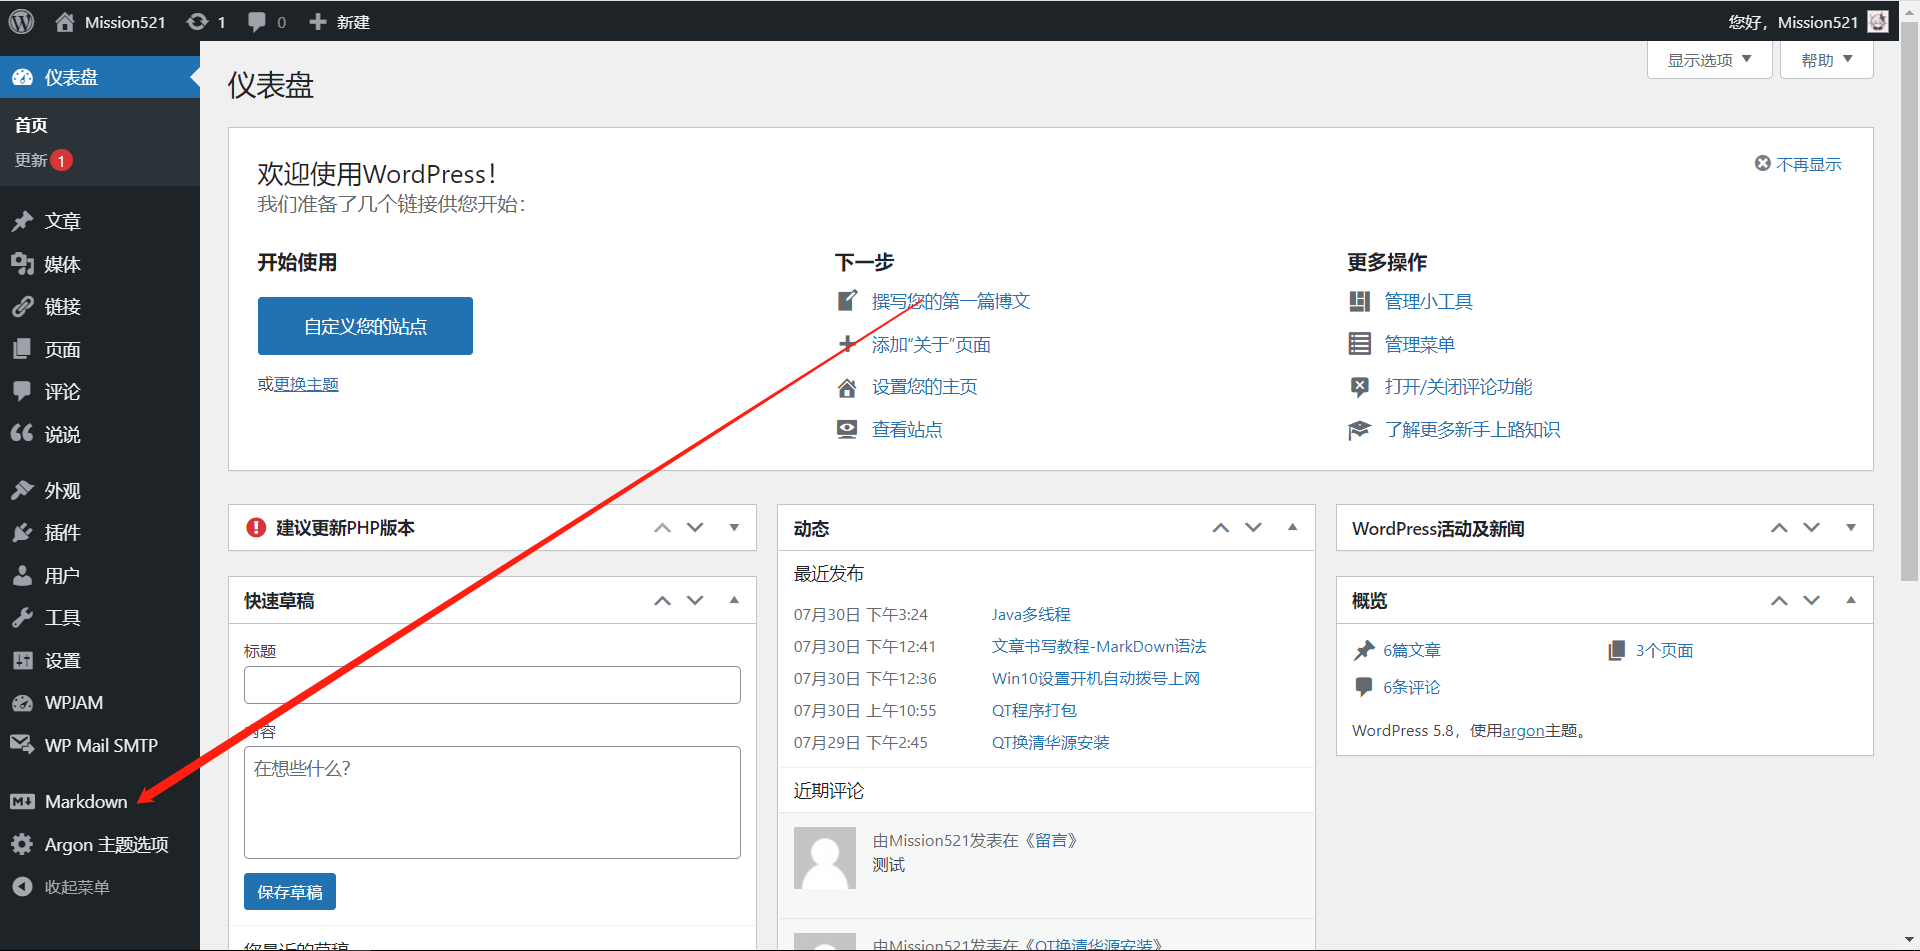 Mission521 1 0 新建
您好，Mission521
仪表盘
首页
更新 1
文章
媒体
链接
页面
评论
说说
外观
插件
用户
工具
设置
WPJAM
WP Mail SMTP
Markdown
Argon 主题选项
收起菜单
显示选项
帮助
仪表盘
欢迎使用WordPress！
我们准备了几个链接供您开始：
不再显示
开始使用
自定义您的站点
或更换主题
下一步
撰写您的第一篇博文
添加“关于”页面
设置您的主页
查看站点
更多操作
管理小工具
管理菜单
打开/关闭评论功能
了解更多新手上路知识
建议更新PHP版本
快速草稿
标题
内容
在想些什么？
保存草稿
您最近的草稿
动态
最近发布
07月30日 下午3:24 Java多线程
07月30日 下午12:41 文章书写教程-MarkDown语法
07月30日 下午12:36 Win10设置开机自动拨号上网
07月30日 上午10:55 QT程序打包
07月29日 下午2:45 QT换清华源安装
近期评论
由Mission521发表在《留言》
测试
由Mission521发表在《QT换清华源安装》
WordPress活动及新闻
概览
6篇文章
3个页面
6条评论
WordPress 5.8，使用argon主题。